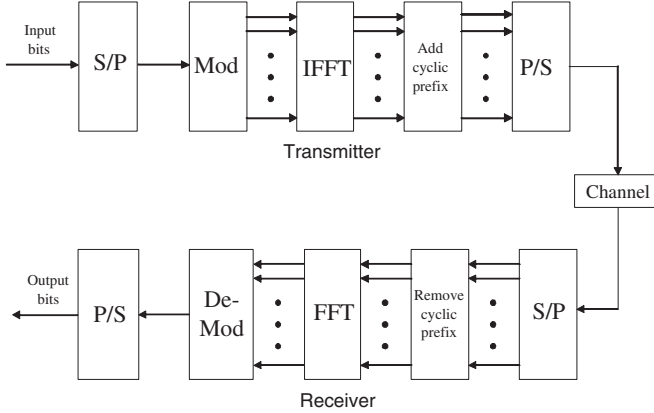 Input
bits
S/P
Mod
IFFT
Add
cyclic
prefix
P/S
Transmitter
Channel
Output
bits
P/S
De-
Mod
FFT
Remove
cyclic
prefix
S/P
Receiver